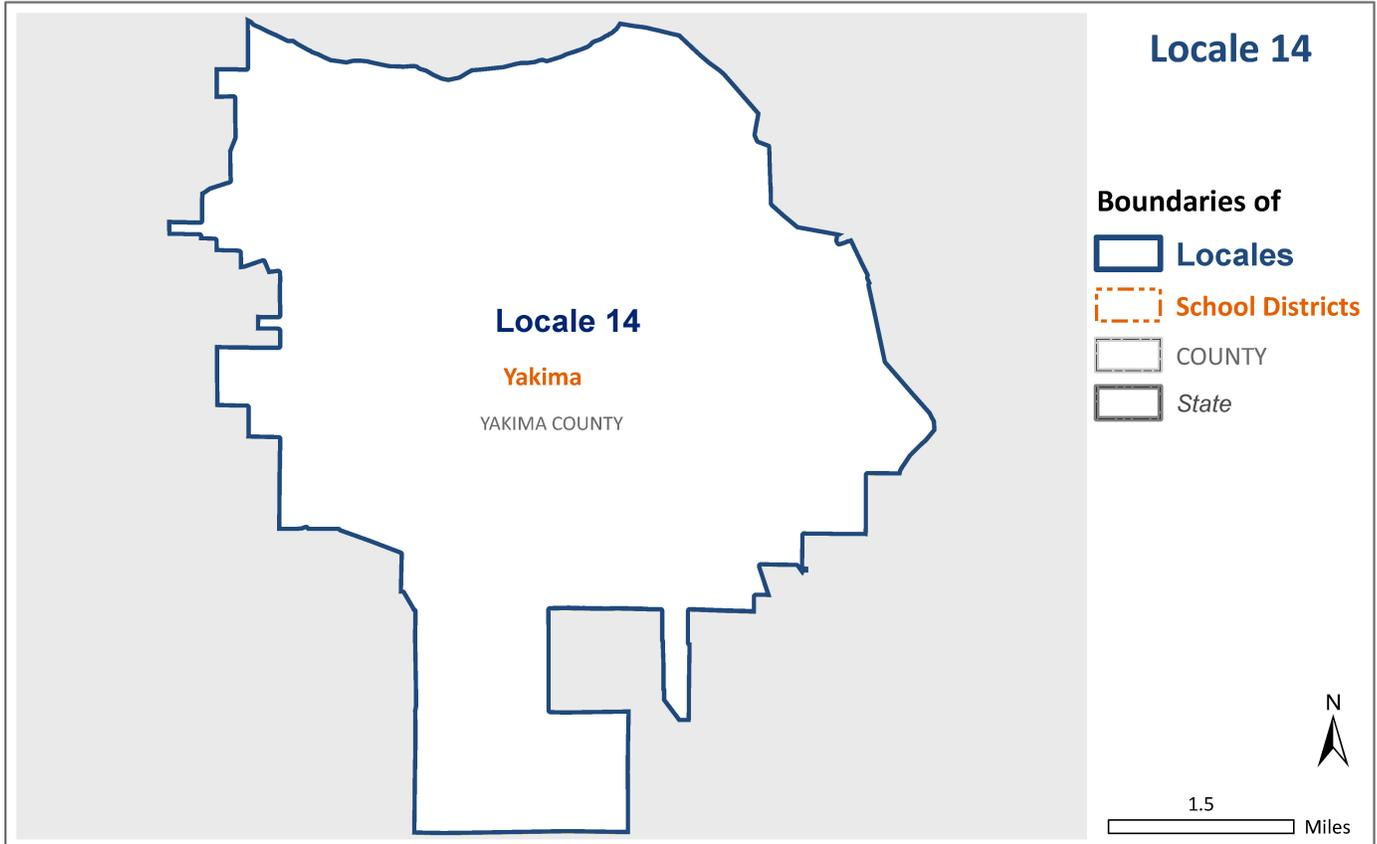 Locale 14
Boundaries of
Locales
School Districts
COUNTY
State
Locale 14
Yakima
YAKIMA COUNTY
N
1.5
Miles